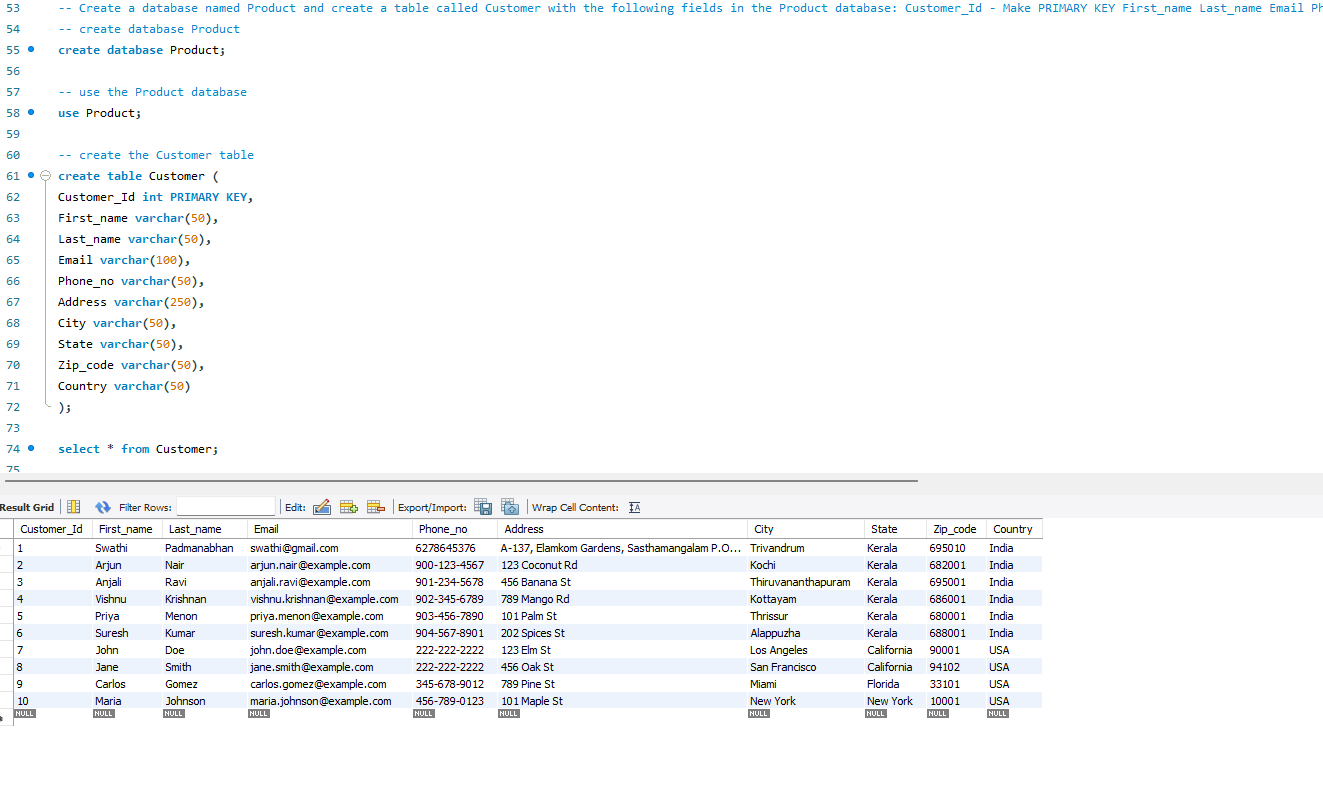 53 -- Create a database named Product and create a table called Customer with the following fields in the Product database: Customer_Id - Make PRIMARY KEY First_name Last_name Email
54 -- create database Product
55 create database Product;
56
57 -- use the Product database
58 use Product;
59
60 -- create the Customer table
61 create table Customer (
62 Customer_Id int PRIMARY KEY,
63 First_name varchar(50),
64 Last_name varchar(50),
65 Email varchar(100),
66 Phone_no varchar(50),
67 Address varchar(250),
68 City varchar(50),
69 State varchar(50),
70 Zip_code varchar(50),
71 Country varchar(50)
72 );
73
74 select * from Customer;
75
Result Grid Filter Rows: Edit: Export/Import: Wrap Cell Content:
Customer_Id First_name Last_name Email Phone_no Address City State Zip_code Country
1 Swathi Padmanabhan swathi@gmail.com 6278645376 A-137, Elamkom Gardens, Sasthamangalam P.O... Trivandrum Kerala 695010 India
2 Arjun Nair arjun.nair@example.com 900-123-4567 123 Coconut Rd Kochi Kerala 682001 India
3 Anjali Ravi anjali.ravi@example.com 901-234-5678 456 Banana St Thiruvananthapuram Kerala 695001 India
4 Vishnu Krishnan vishnu.krishnan@example.com 902-345-6789 789 Mango Rd Kottayam Kerala 686001 India
5 Priya Menon priya.menon@example.com 903-456-7890 101 Palm St Thrissur Kerala 680001 India
6 Suresh Kumar suresh.kumar@example.com 904-567-8901 202 Spices St Alappuzha Kerala 688001 India
7 John Doe john.doe@example.com 222-222-2222 123 Elm St Los Angeles California 90001 USA
8 Jane Smith jane.smith@example.com 222-222-2222 456 Oak St San Francisco California 94102 USA
9 Carlos Gomez carlos.gomez@example.com 345-678-9012 789 Pine St Miami Florida 33101 USA
10 Maria Johnson maria.johnson@example.com 456-789-0123 101 Maple St New York New York 10001 USA
NULL NULL NULL NULL NULL NULL NULL NULL NULL NULL